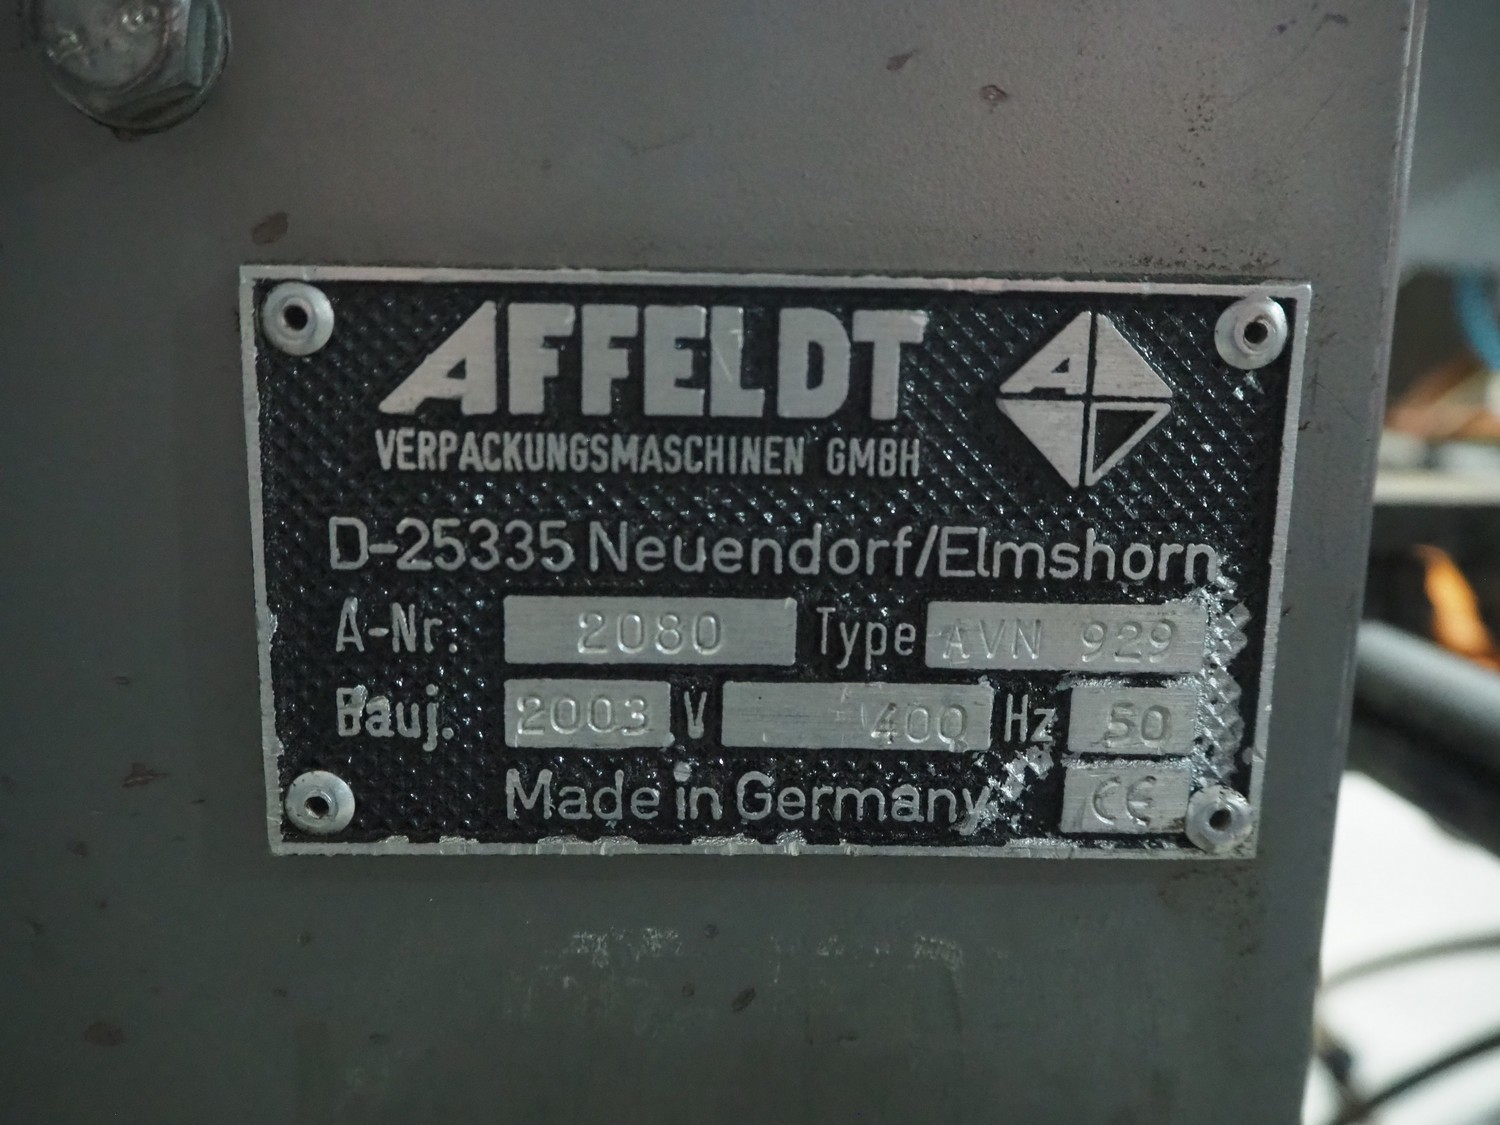 AFFELDT
VERPACKUNGSMASCHINEN GMBH
A
D-25335 Neuendorf/Elmshorn
A-Nr: 2080 Type AVN 929
Bauj. 2003 V 400 Hz 50
Made in Germany CE